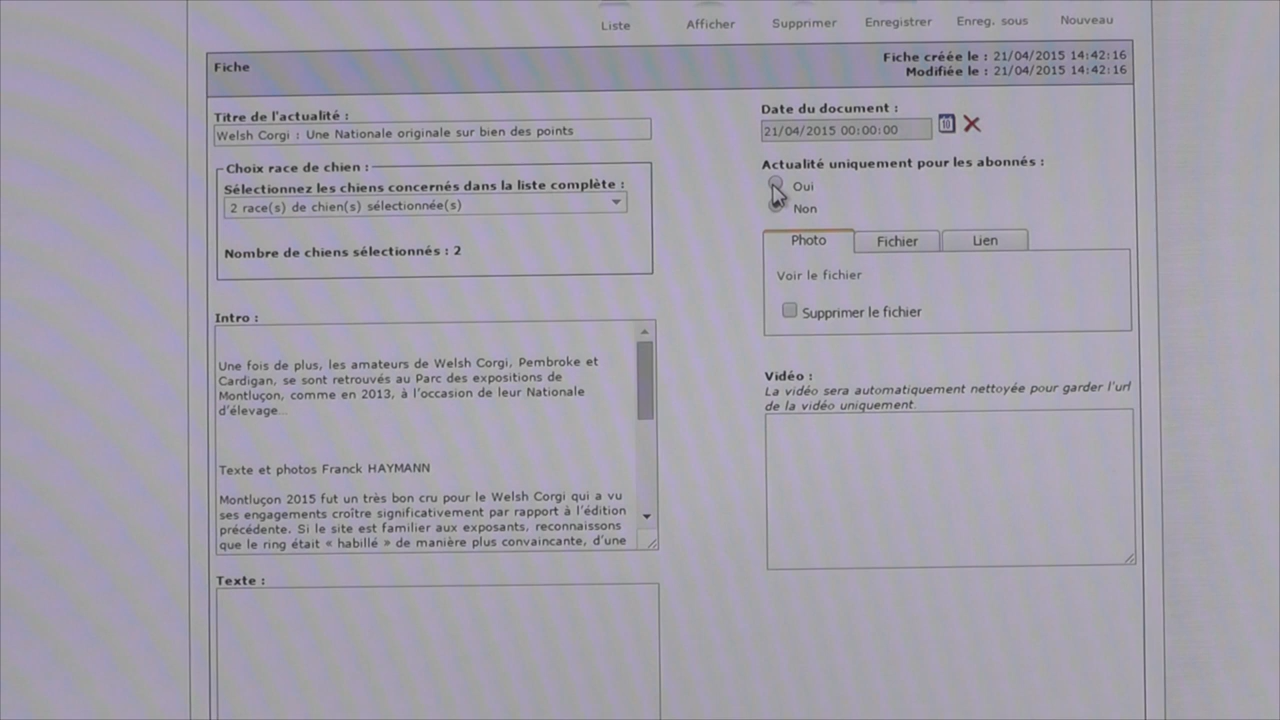 Liste Afficher Supprimer Enregistrer Enreg. sous Nouveau
Fiche
Fiche créée le : 21/04/2015 14:42:16
Modifiée le : 21/04/2015 14:42:16
Titre de l'actualité :
Welsh Corgi : Une Nationale originale sur bien des points
Choix race de chien :
Sélectionnez les chiens concernés dans la liste complète :
2 race(s) de chien(s) sélectionnée(s)
Nombre de chiens sélectionnés : 2
Intro :
Une fois de plus, les amateurs de Welsh Corgi, Pembroke et
Cardigan, se sont retrouvés au Parc des expositions de
Montluçon, comme en 2013, à l'occasion de leur Nationale
d'élevage...
Texte et photos Franck HAYMANN
Montluçon 2015 fut un très bon cru pour le Welsh Corgi qui a vu
ses engagements croître significativement par rapport à l'édition
précédente. Si le site est familier aux exposants, reconnaissons
que le ring était « habillé » de manière plus convaincante, d'une
Texte :
Date du document :
21/04/2015 00:00:00
10
Actualité uniquement pour les abonnés :
Oui
Non
Photo Fichier Lien
Voir le fichier
Supprimer le fichier
Vidéo :
La vidéo sera automatiquement nettoyée pour garder l'url
de la vidéo uniquement.